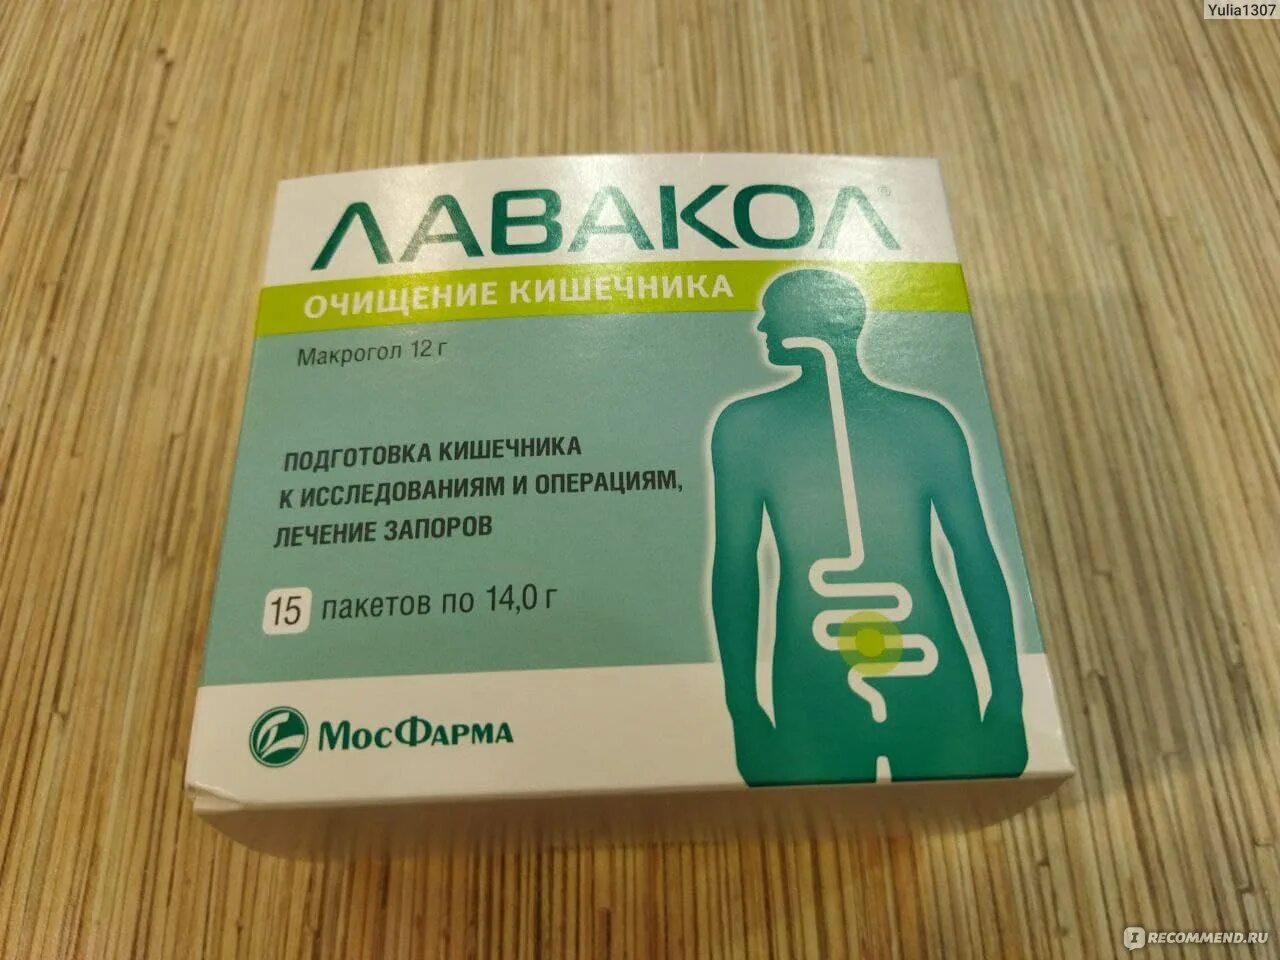 Yulia1307
ЛАВАКОЛ®
ОЧИЩЕНИЕ КИШЕЧНИКА
Макрогол 12 г
ПОДГОТОВКА КИШЕЧНИКА
К ИССЛЕДОВАНИЯМ И ОПЕРАЦИЯМ,
ЛЕЧЕНИЕ ЗАПОРОВ
15 пакетов по 14,0 г
МосФАРМА
IRECOMMEND.RU